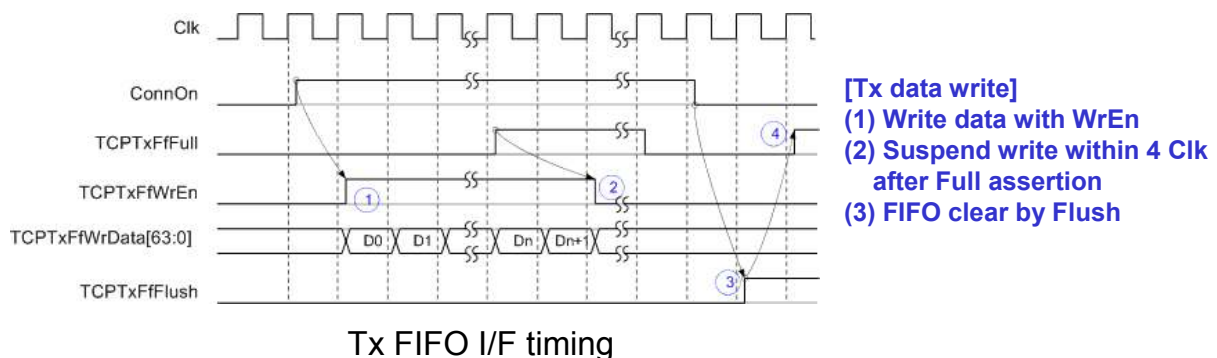 Clk
ConnOn
TCPTxFfFull
TCPTxFfWrEn
TCPTxFfWrData[63:0]
D0 D1 Dn Dn+1
TCPTxFfFlush
1
2
3
4
[Tx data write]
(1) Write data with WrEn
(2) Suspend write within 4 Clk
after Full assertion
(3) FIFO clear by Flush
Tx FIFO I/F timing